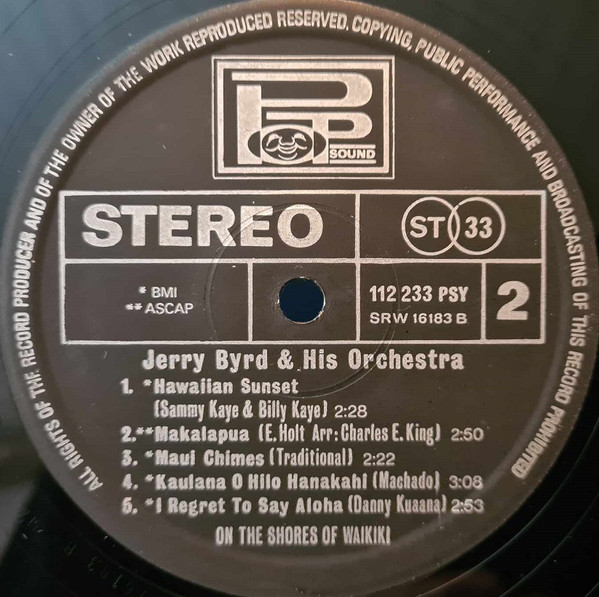 ALL RIGHTS OF THE RECORD PRODUCER AND OF THE OWNER OF THE WORK REPRODUCED RESERVED. COPYING, PUBLIC PERFORMANCE AND BROADCASTING OF THIS RECORD PROHIBITED
POP
SOUND
STEREO
ST 33
* BMI
** ASCAP
112 233 PSY
SRW 16183 B
2
Jerry Byrd & His Orchestra
1. *Hawaiian Sunset
(Sammy Kaye & Billy Kaye) 2:28
2.**Makalapua (E. Holt Arr: Charles E. King) 2:50
3. *Maui Chimes (Traditional) 2:22
4. *Kaulana O Hilo Hanakahi (Machado) 3:08
5. *I Regret To Say Aloha (Danny Kuaana) 2:53
ON THE SHORES OF WAIKIKI